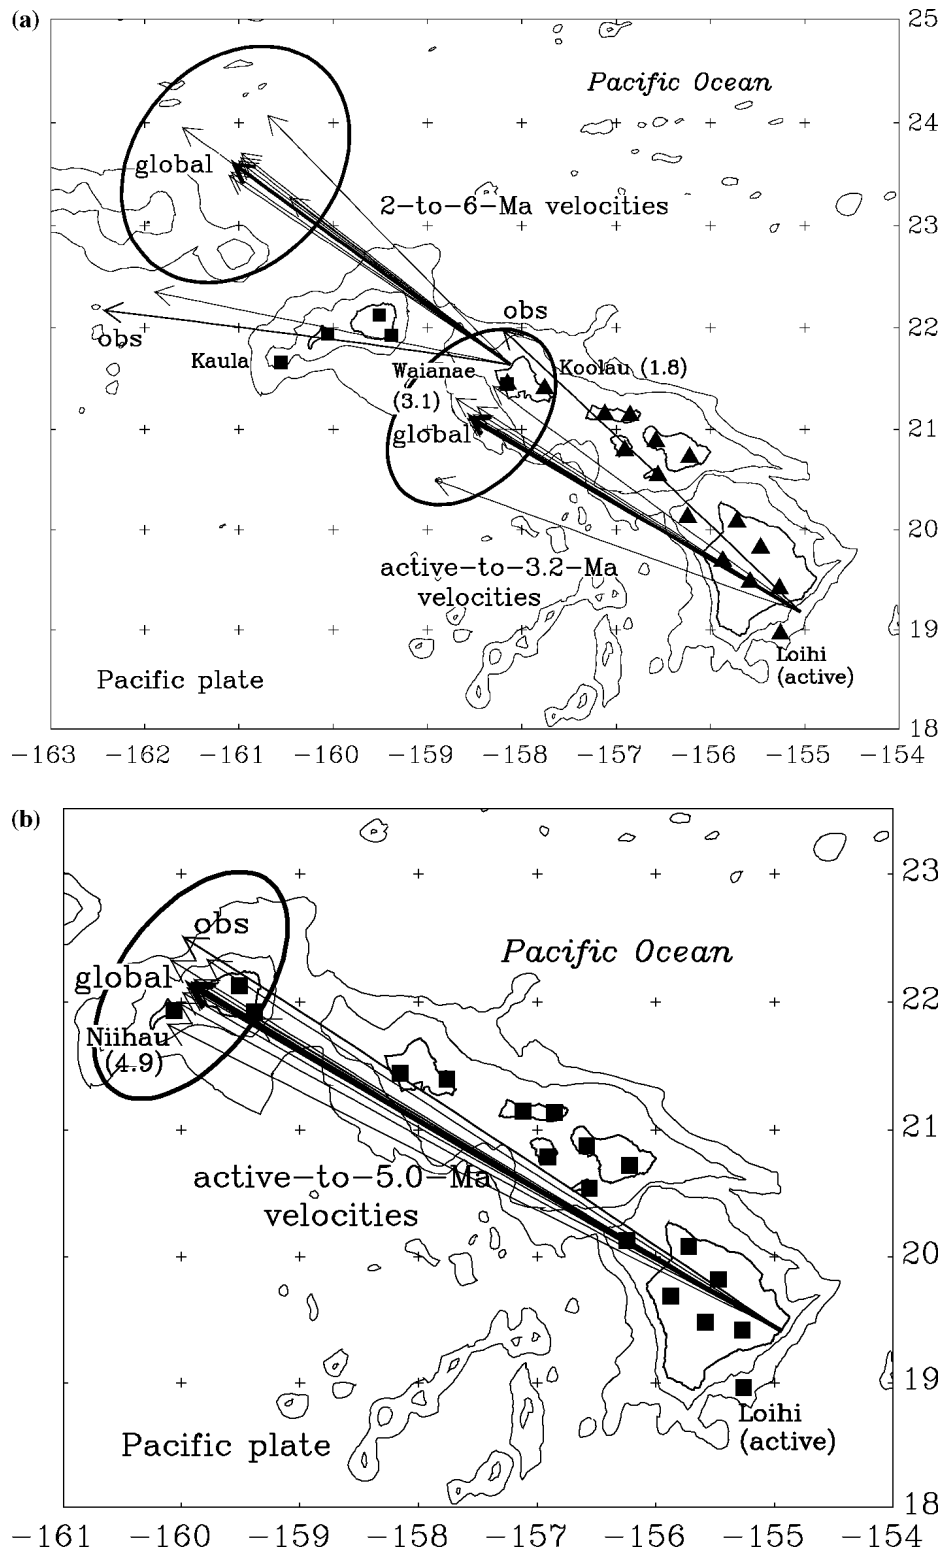 (a)
25
Pacific Ocean
24
global
2-to-6-Ma velocities
23
obs
22
obs
Kaula
Waianae
Koolau (1.8)
(3.1)
global
21
20
active-to-3.2-Ma
velocities
19
Loihi
(active)
Pacific plate
18
-163 -162 -161 -160 -159 -158 -157 -156 -155 -154
(b)
23
obs
Pacific Ocean
global
22
Niihau
(4.9)
21
active-to-5.0-Ma
velocities
20
19
Loihi
(active)
Pacific plate
18
-161 -160 -159 -158 -157 -156 -155 -154